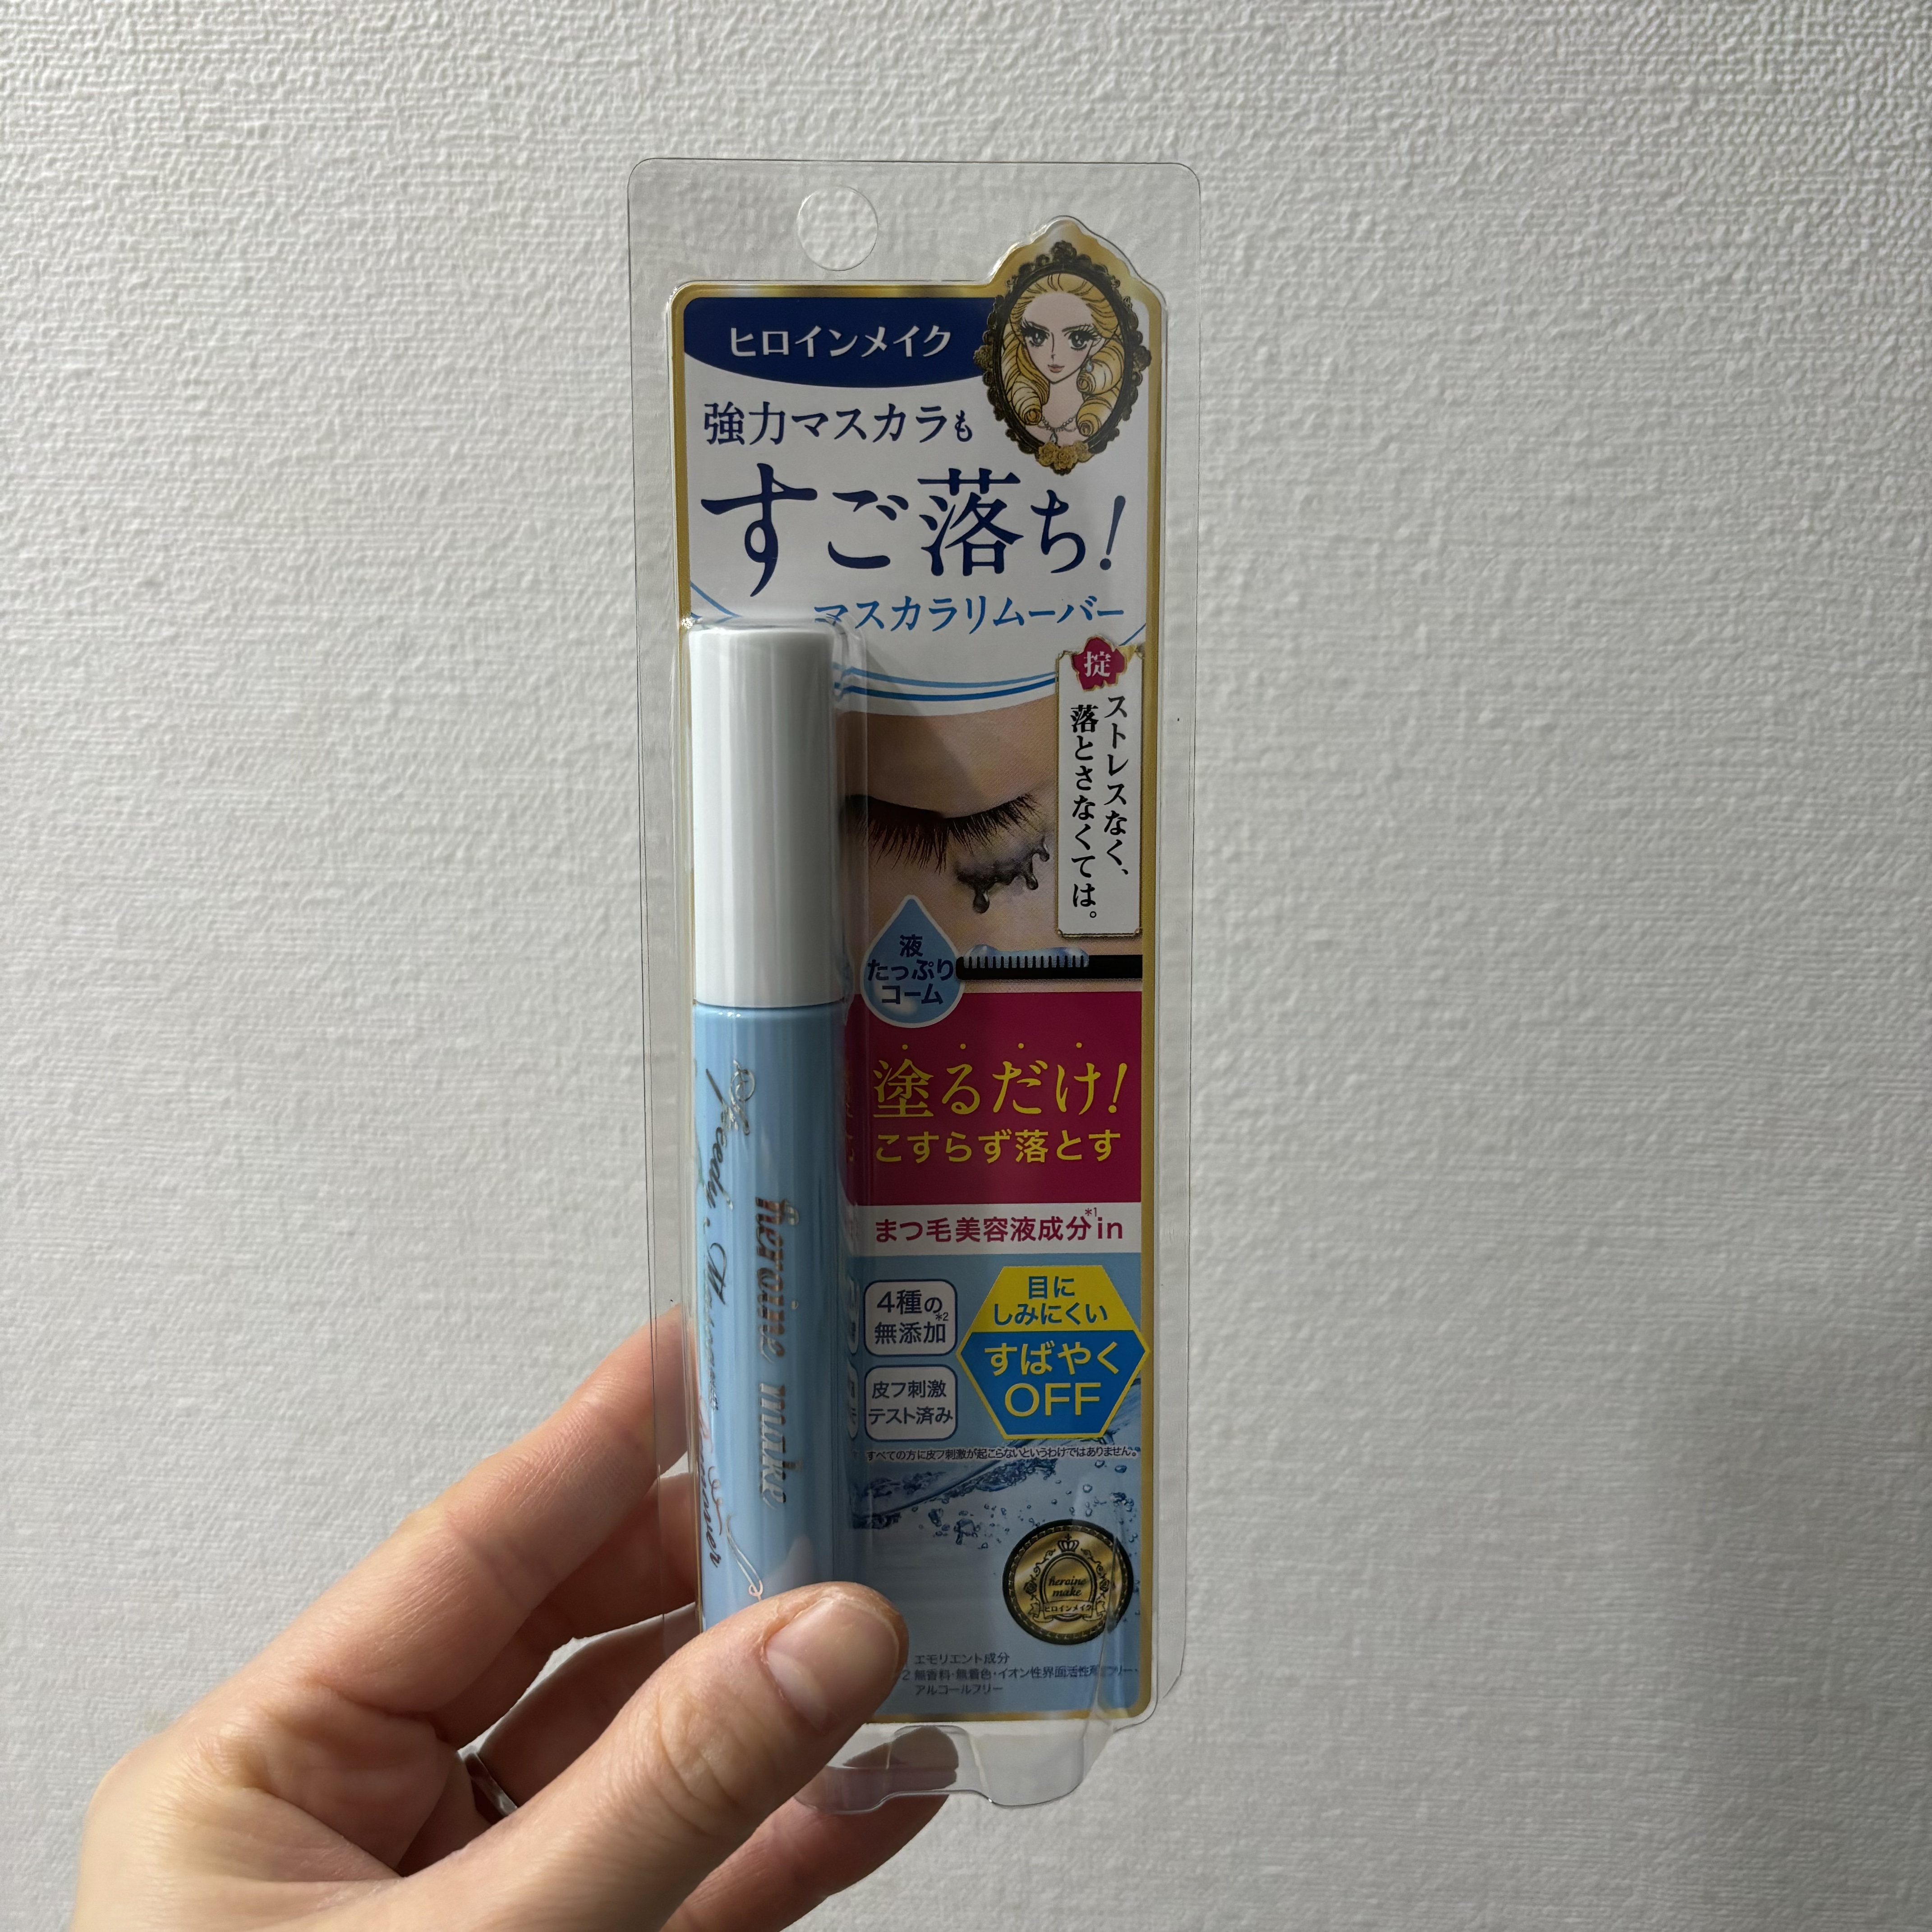 ヒロインメイク
強力マスカラも
すご落ち!
マスカラリムーバー
掟
ストレスなく、
落とさなくては。
液
たっぷり
コーム
塗るだけ!
こすらず落とす
まつ毛美容液成分*1in
4種の
無添加*2
皮フ刺激
テスト済み
目に
しみにくい
すばやく
OFF
すべての方に皮フ刺激が起こらないというわけではありません。
heroine make
Speedy Mascara Remover
heroine
make
ヒロインメイク
エモリエント成分
2 無香料・無着色・イオン性界面活性剤フリー・
アルコールフリー